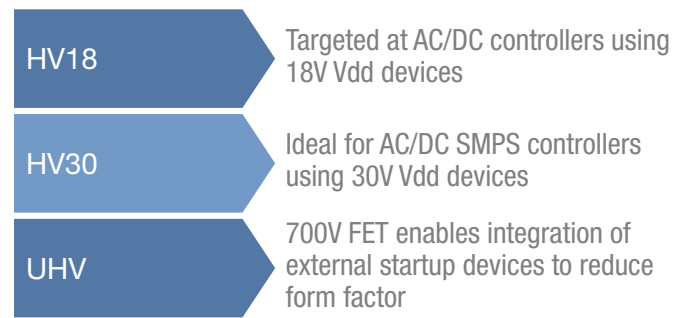 HV18
Targeted at AC/DC controllers using
18V Vdd devices
HV30
Ideal for AC/DC SMPS controllers
using 30V Vdd devices
UHV
700V FET enables integration of
external startup devices to reduce
form factor